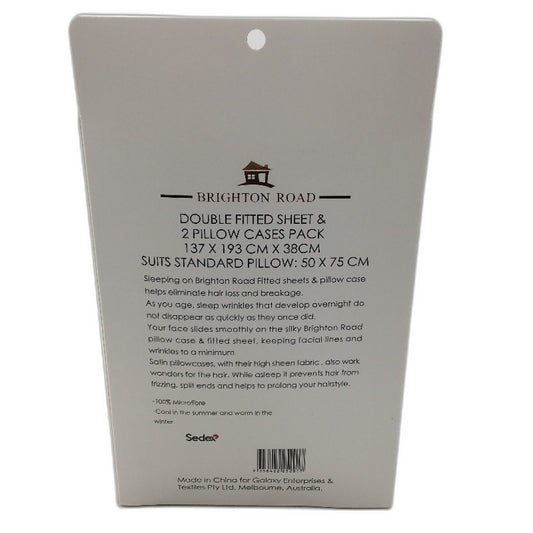 BRIGHTON ROAD
DOUBLE FITTED SHEET &
2 PILLOW CASES PACK
137 X 193 CM X 38CM
SUITS STANDARD PILLOW: 50 X 75 CM
Sleeping on Brighton Road Fitted sheets & pillow case
helps eliminate hair loss and breakage.
As you age, sleep wrinkles that develop overnight do
not disappear as quickly as they once did.
Your face slides smoothly on the silky Brighton Road
pillow case & fitted sheet, keeping facial lines and
wrinkles to a minimum
Satin pillowcases, with their high sheen fabric, also work
wonders for the hair. While asleep it prevents hair from
frizzing, split ends and helps to prolong your hairstyle.
-100% Microfibre
Cool in the summer and warm in the
winter
Sedex
Made in China for Galaxy Enterprises &
Textiles Pty Ltd. Melbourne, Australia.